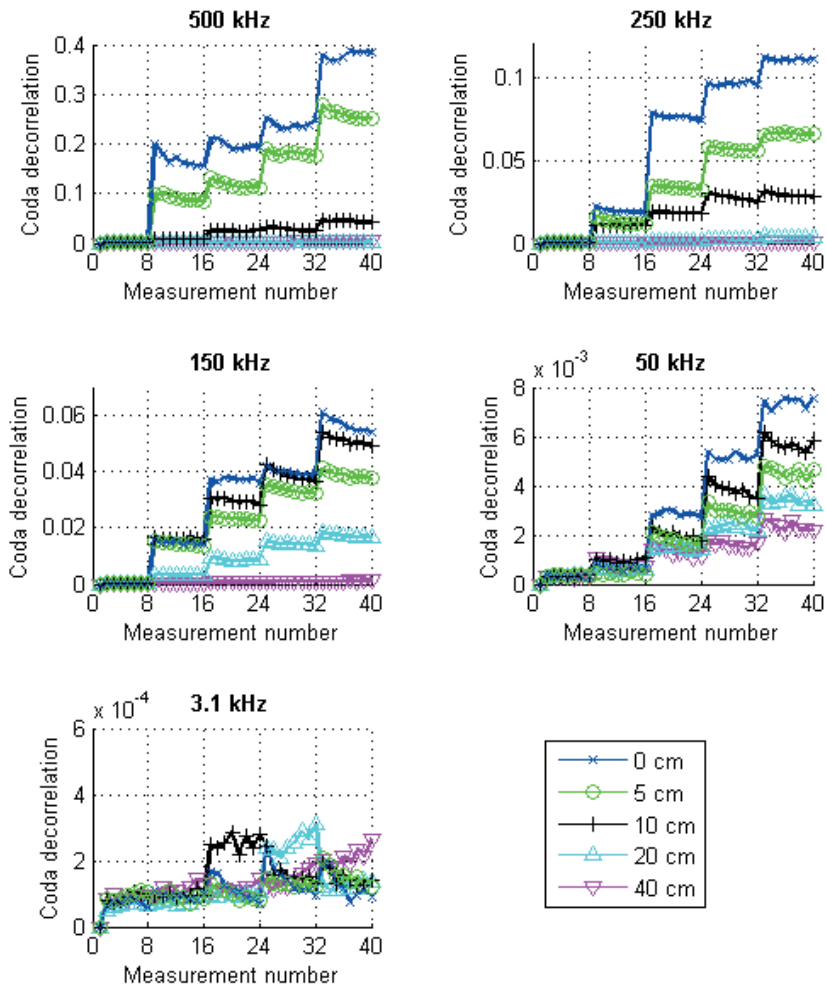 500 kHz
Coda decorrelation
0.4
0.3
0.2
0.1
0
0 8 16 24 32 40
Measurement number
250 kHz
Coda decorrelation
0.1
0.05
0
0 8 16 24 32 40
Measurement number
150 kHz
Coda decorrelation
0.06
0.04
0.02
0
0 8 16 24 32 40
Measurement number
x 10⁻³ 50 kHz
Coda decorrelation
8
6
4
2
0
0 8 16 24 32 40
Measurement number
x 10⁻⁴ 3.1 kHz
Coda decorrelation
6
4
2
0
0 8 16 24 32 40
Measurement number
0 cm
5 cm
10 cm
20 cm
40 cm